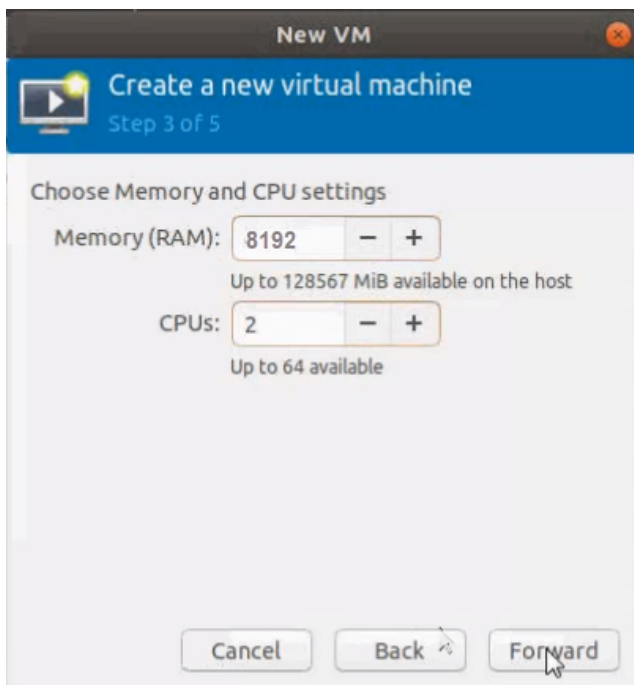 New VM
Create a new virtual machine
Step 3 of 5
Choose Memory and CPU settings
Memory (RAM): 8192 − +
Up to 128567 MiB available on the host
CPUs: 2 − +
Up to 64 available
Cancel Back Forward